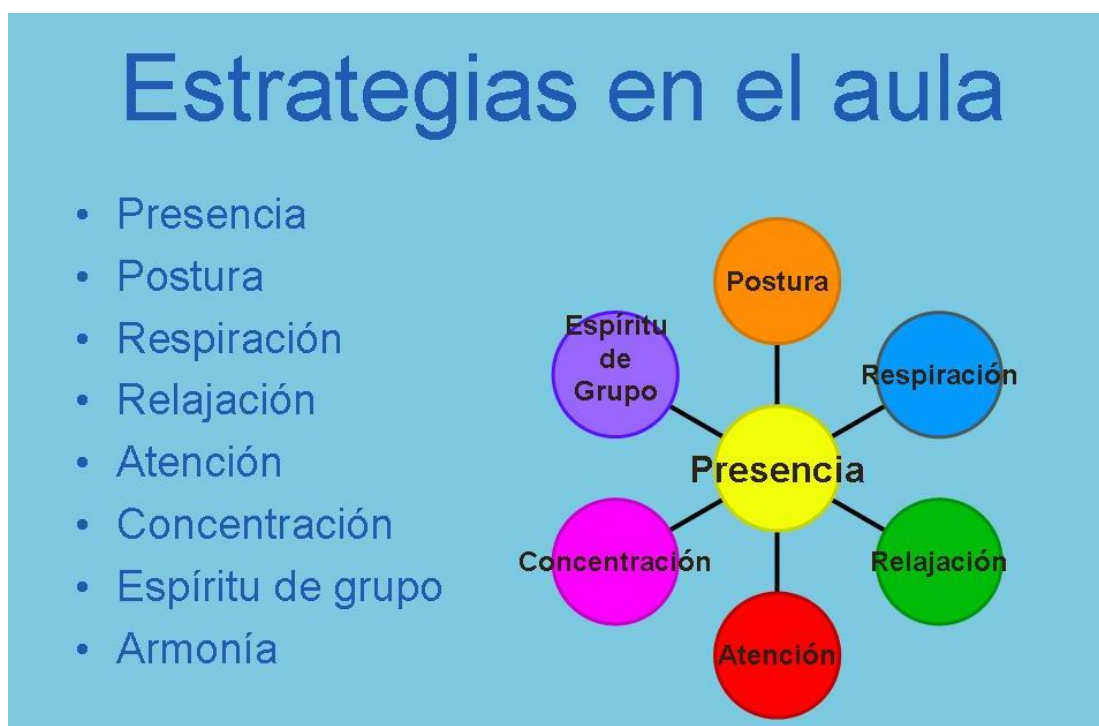 Estrategias en el aula
• Presencia
• Postura
• Respiración
• Relajación
• Atención
• Concentración
• Espíritu de grupo
• Armonía
Postura
Espíritu
de
Grupo
Respiración
Presencia
Concentración
Relajación
Atención